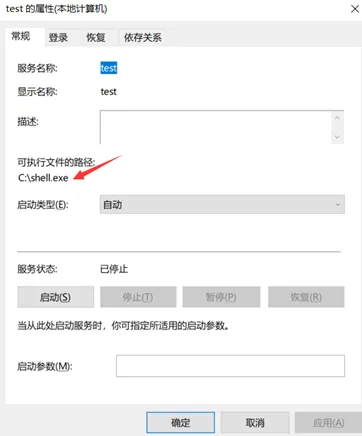 test 的属性(本地计算机)
常规 登录 恢复 依存关系
服务名称: test
显示名称: test
描述:
可执行文件的路径:
C:\shell.exe
启动类型(E): 自动
服务状态: 已停止
启动(S) 停止(T) 暂停(P) 恢复(R)
当从此处启动服务时，你可指定所适用的启动参数。
启动参数(M):
确定 取消 应用(A)